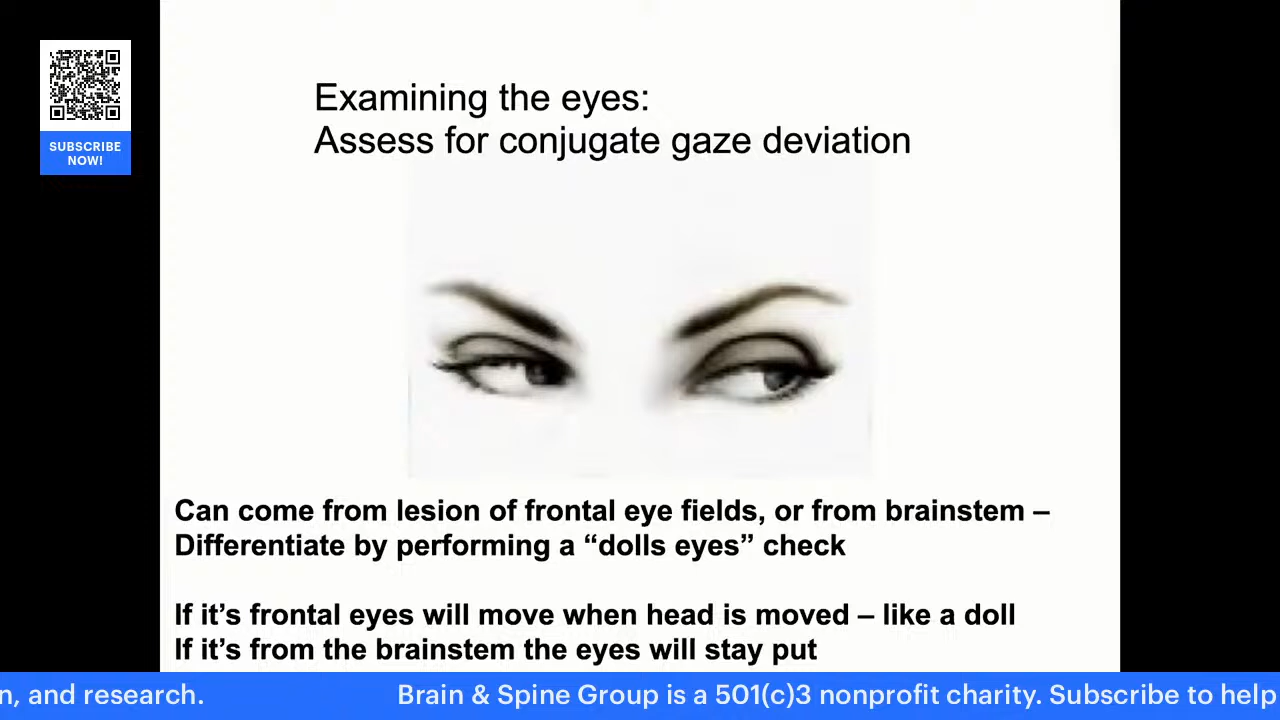 SUBSCRIBE
NOW!
Examining the eyes:
Assess for conjugate gaze deviation
Can come from lesion of frontal eye fields, or from brainstem –
Differentiate by performing a “dolls eyes” check
If it’s frontal eyes will move when head is moved – like a doll
If it’s from the brainstem the eyes will stay put
n, and research. Brain & Spine Group is a 501(c)3 nonprofit charity. Subscribe to help